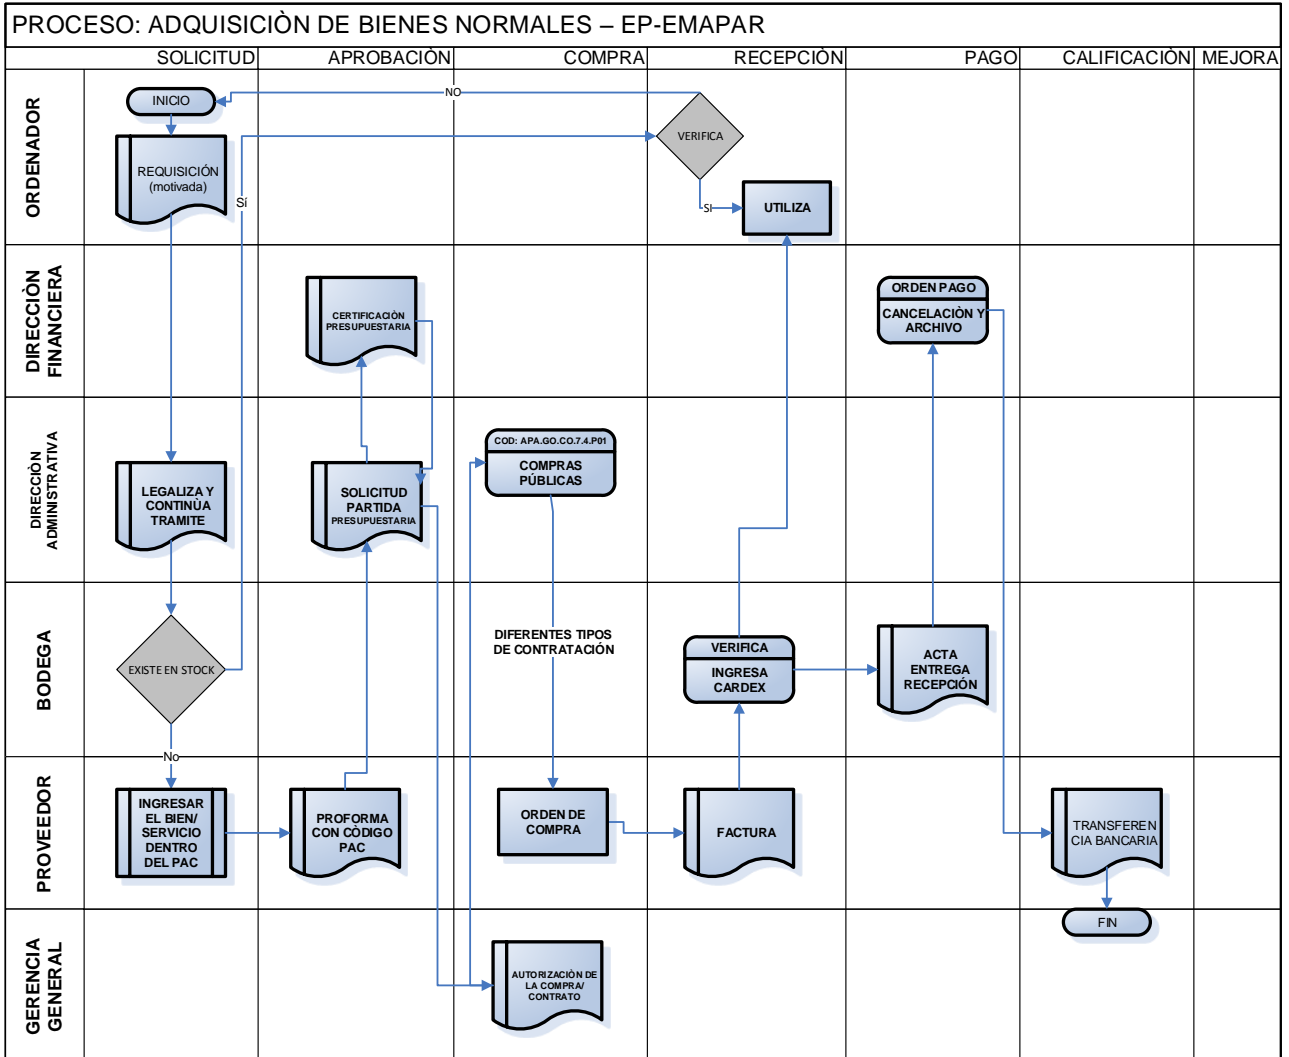 PROCESO: ADQUISICIÒN DE BIENES NORMALES – EP-EMAPAR
SOLICITUD
APROBACIÒN
COMPRA
RECEPCIÒN
PAGO
CALIFICACIÒN
MEJORA
ORDENADOR
INICIO
NO
REQUISICIÓN
(motivada)
Sí
VERIFICA
SI
UTILIZA
DIRECCIÒN
FINANCIERA
CERTIFICACIÒN
PRESUPUESTARIA
ORDEN PAGO
CANCELACIÒN Y
ARCHIVO
DIRECCIÒN
ADMINISTRATIVA
LEGALIZA Y
CONTINÙA
TRAMITE
SOLICITUD
PARTIDA
PRESUPUESTARIA
COD: APA.GO.CO.7.4.P01
COMPRAS
PÚBLICAS
BODEGA
EXISTE EN STOCK
No
DIFERENTES TIPOS
DE CONTRATACIÓN
VERIFICA
INGRESA
CARDEX
ACTA
ENTREGA
RECEPCIÓN
PROVEEDOR
INGRESAR
EL BIEN/
SERVICIO
DENTRO
DEL PAC
PROFORMA
CON CÒDIGO
PAC
ORDEN DE
COMPRA
FACTURA
TRANSFEREN
CIA BANCARIA
FIN
GERENCIA
GENERAL
AUTORIZACIÒN DE
LA COMPRA/
CONTRATO